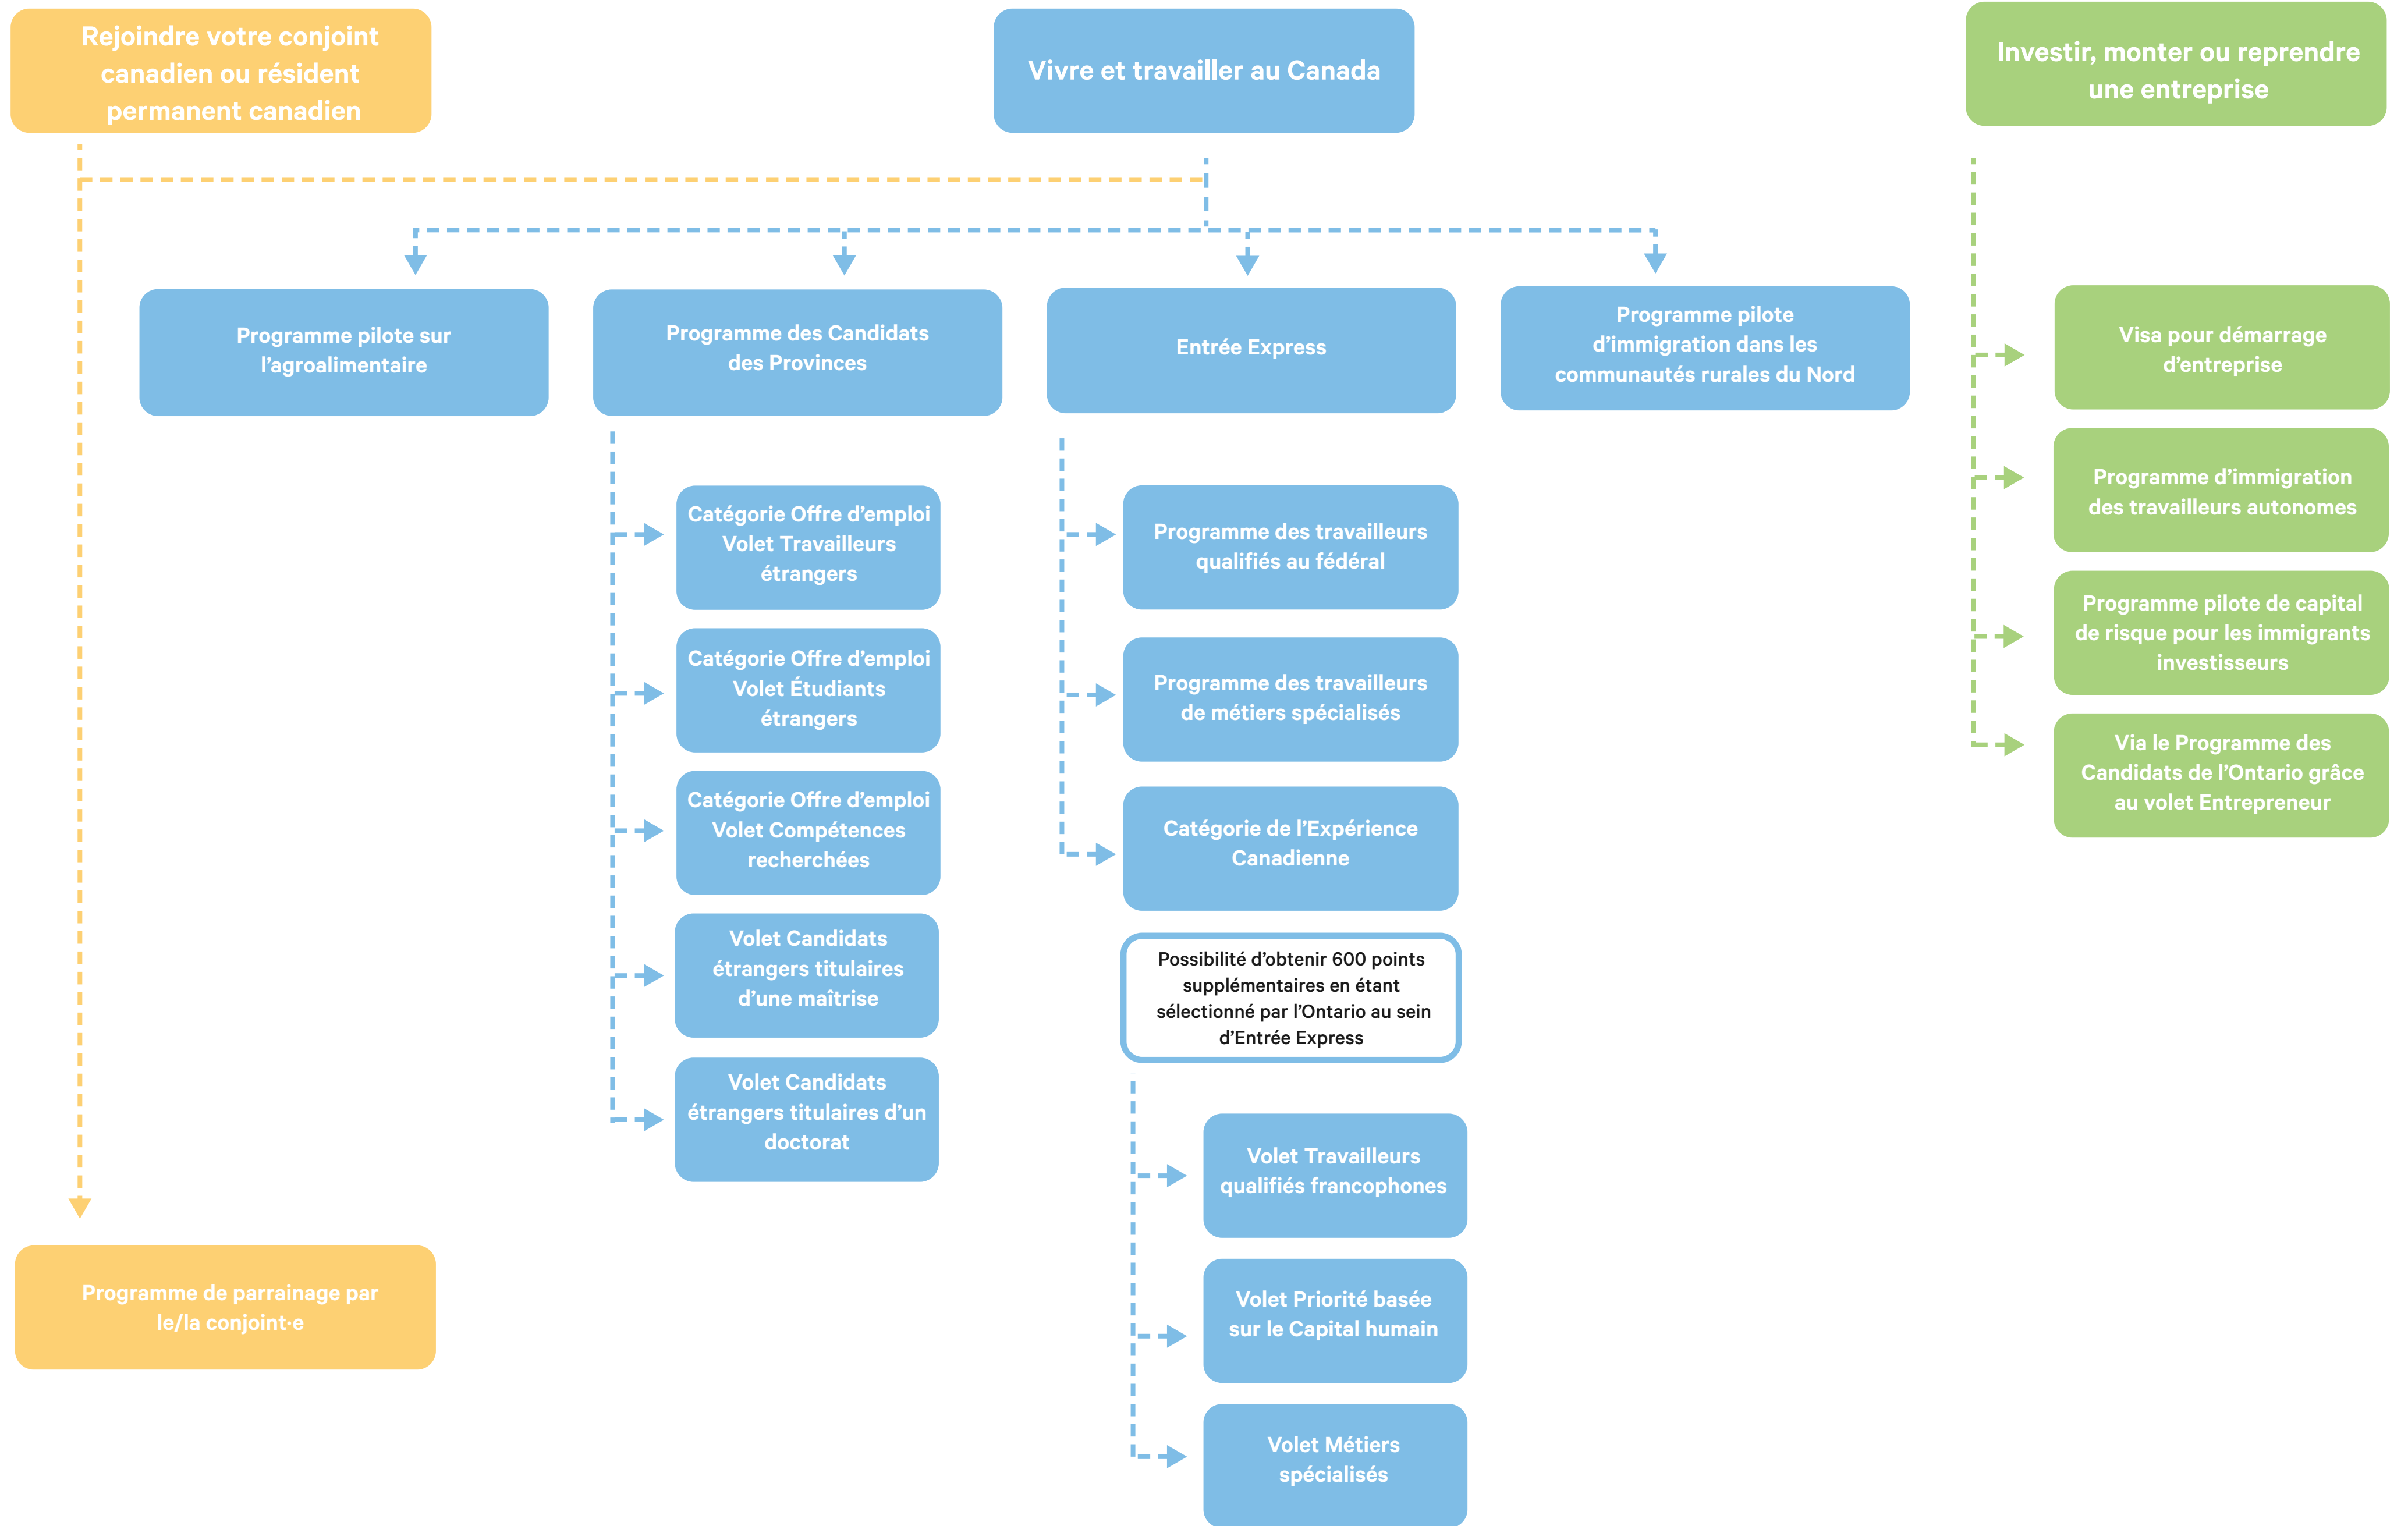 Rejoindre votre conjoint
canadien ou résident
permanent canadien
Vivre et travailler au Canada
Investir, monter ou reprendre
une entreprise
Programme pilote sur
l’agroalimentaire
Programme des Candidats
des Provinces
Entrée Express
Programme pilote
d’immigration dans les
communautés rurales du Nord
Catégorie Offre d’emploi
Volet Travailleurs
étrangers
Catégorie Offre d’emploi
Volet Étudiants
étrangers
Catégorie Offre d’emploi
Volet Compétences
recherchées
Volet Candidats
étrangers titulaires
d’une maîtrise
Volet Candidats
étrangers titulaires d’un
doctorat
Programme des travailleurs
qualifiés au fédéral
Programme des travailleurs
de métiers spécialisés
Catégorie de l’Expérience
Canadienne
Possibilité d’obtenir 600 points
supplémentaires en étant
sélectionné par l’Ontario au sein
d’Entrée Express
Volet Travailleurs
qualifiés francophones
Volet Priorité basée
sur le Capital humain
Volet Métiers
spécialisés
Visa pour démarrage
d’entreprise
Programme d’immigration
des travailleurs autonomes
Programme pilote de capital
de risque pour les immigrants
investisseurs
Via le Programme des
Candidats de l’Ontario grâce
au volet Entrepreneur
Programme de parrainage par
le/la conjoint·e